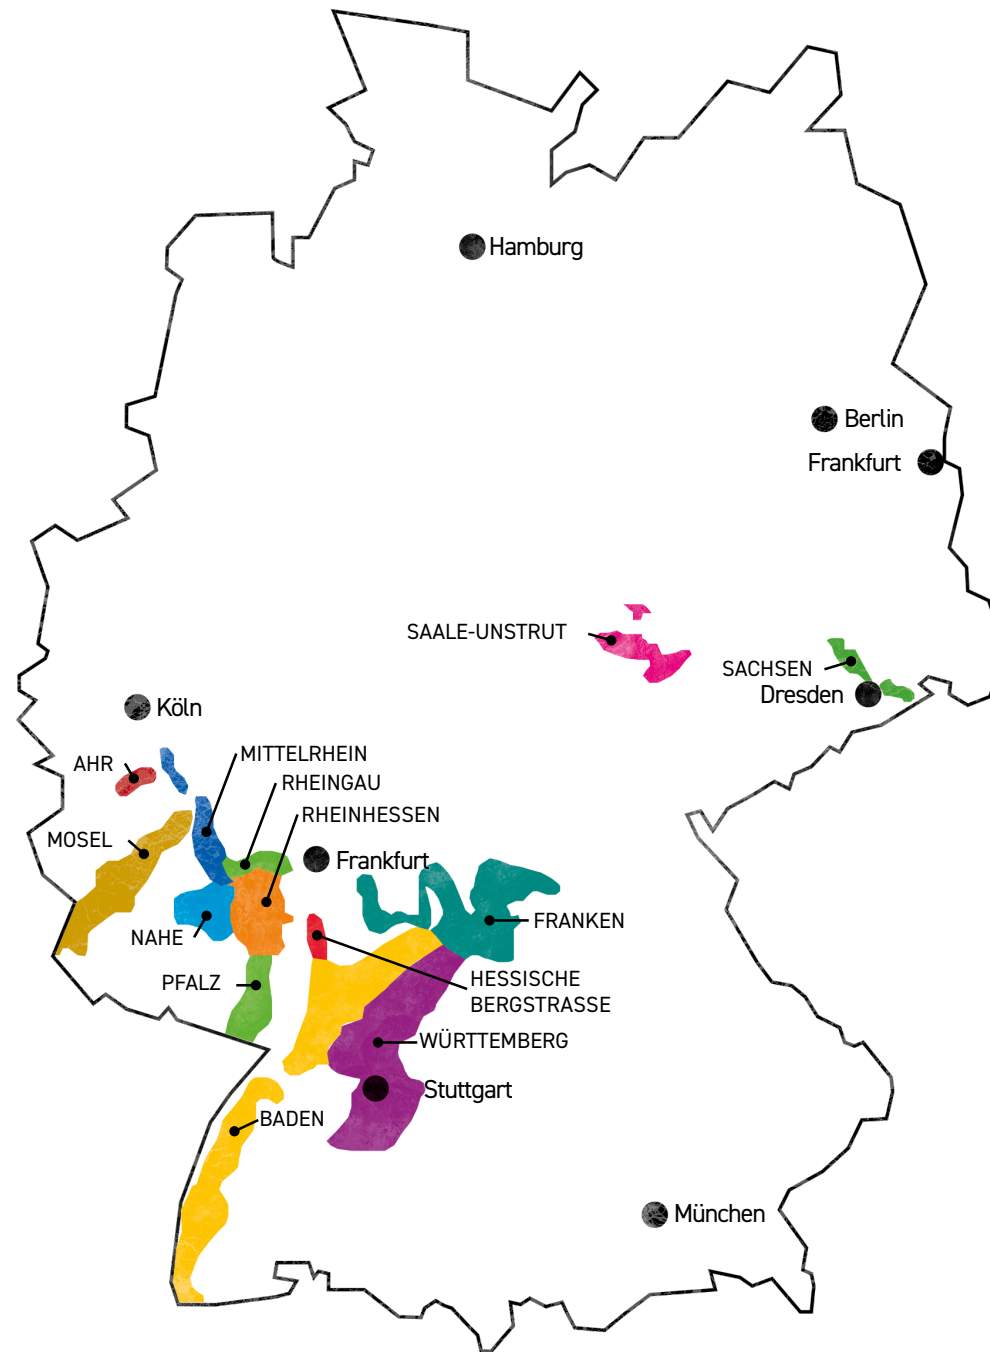 Hamburg
Berlin
Frankfurt
SAALE-UNSTRUT
SACHSEN
Dresden
Köln
MITTELRHEIN
AHR
RHEINGAU
RHEINHESSEN
MOSEL
Frankfurt
FRANKEN
NAHE
PFALZ
HESSISCHE
BERGSTRASSE
WÜRTTEMBERG
Stuttgart
BADEN
München